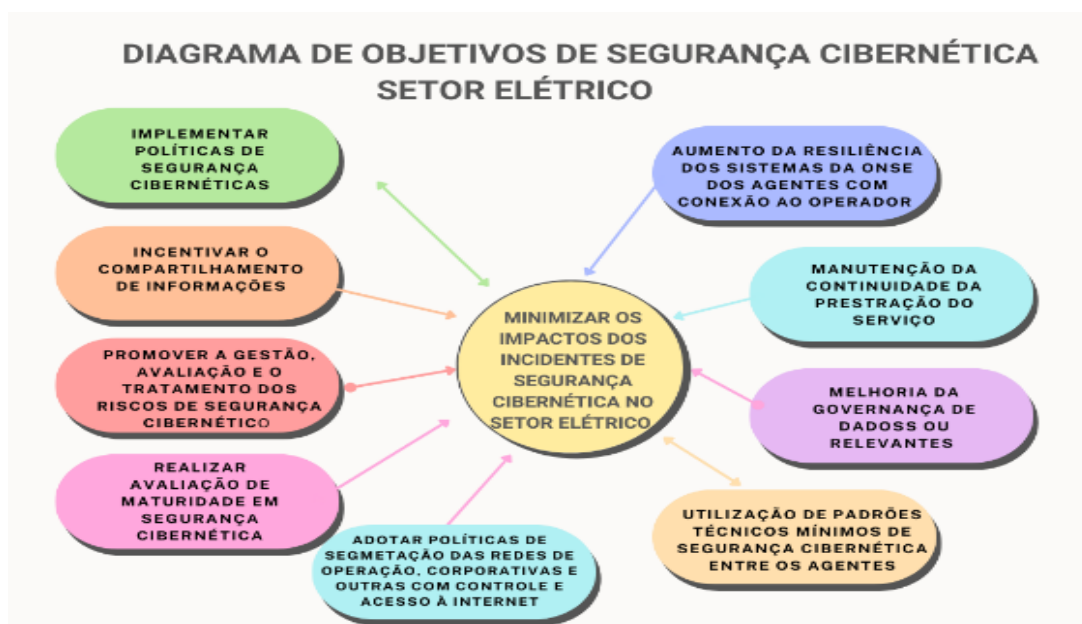 DIAGRAMA DE OBJETIVOS DE SEGURANÇA CIBERNÉTICA
SETOR ELÉTRICO
IMPLEMENTAR
POLÍTICAS DE
SEGURANÇA
CIBERNÉTICAS
INCENTIVAR O
COMPARTILHAMENTO
DE INFORMAÇÕES
PROMOVER A GESTÃO,
AVALIAÇÃO E O
TRATAMENTO DOS
RISCOS DE SEGURANÇA
CIBERNÉTICO
REALIZAR
AVALIAÇÃO DE
MATURIDADE EM
SEGURANÇA
CIBERNÉTICA
ADOTAR POLÍTICAS DE
SEGMETAÇÃO DAS REDES DE
OPERAÇÃO, CORPORATIVAS E
OUTRAS COM CONTROLE E
ACESSO À INTERNET
MINIMIZAR OS
IMPACTOS DOS
INCIDENTES DE
SEGURANÇA
CIBERNÉTICA NO
SETOR ELÉTRICO
AUMENTO DA RESILIÊNCIA
DOS SISTEMAS DA ONSE
DOS AGENTES COM
CONEXÃO AO OPERADOR
MANUTENÇÃO DA
CONTINUIDADE DA
PRESTRAÇÃO DO
SERVIÇO
MELHORIA DA
GOVERNANÇA DE
DADOSS OU
RELEVANTES
UTILIZAÇÃO DE PADRÕES
TÉCNICOS MÍNIMOS DE
SEGURANÇA CIBERNÉTICA
ENTRE OS AGENTES